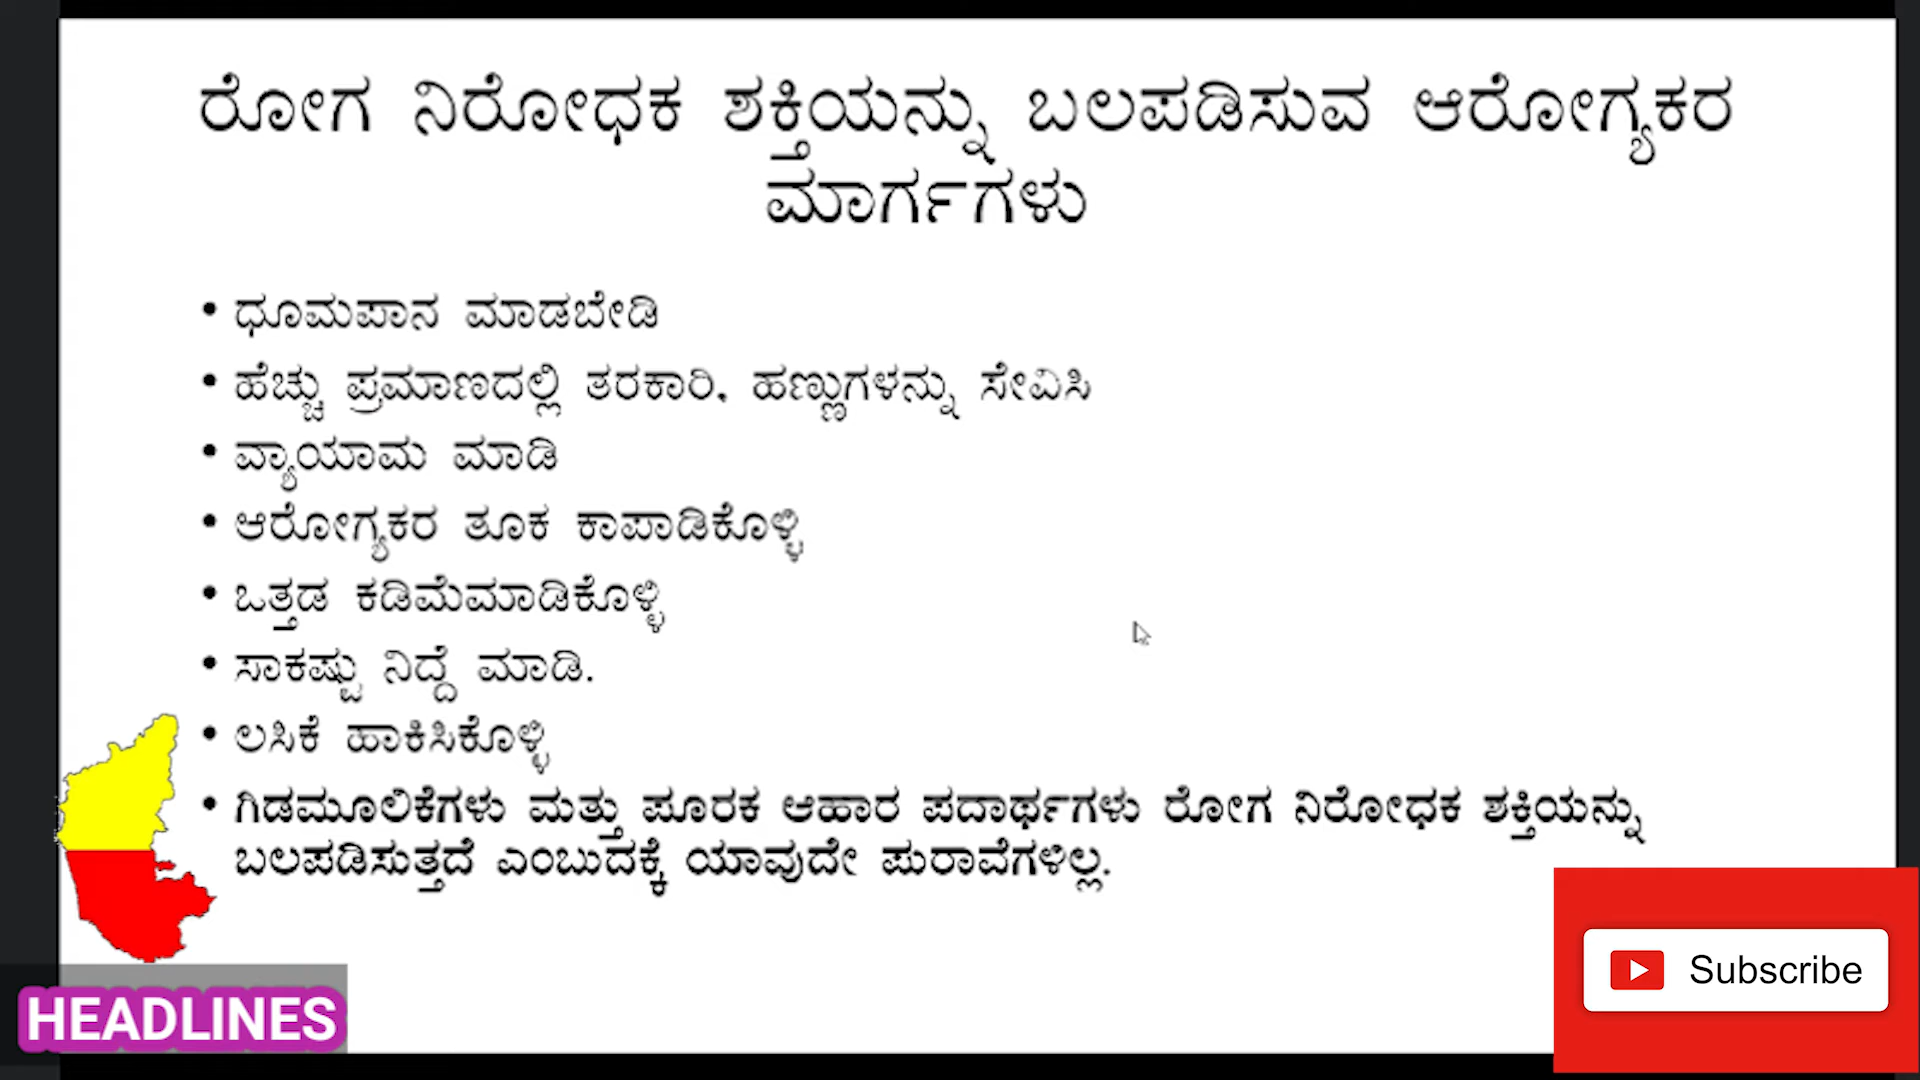 ರೋಗ ನಿರೋಧಕ ಶಕ್ತಿಯನ್ನು ಬಲಪಡಿಸುವ ಆರೋಗ್ಯಕರ
ಮಾರ್ಗಗಳು
• ಧೂಮಪಾನ ಮಾಡಬೇಡಿ
• ಹೆಚ್ಚು ಪ್ರಮಾಣದಲ್ಲಿ ತರಕಾರಿ, ಹಣ್ಣುಗಳನ್ನು ಸೇವಿಸಿ
• ವ್ಯಾಯಾಮ ಮಾಡಿ
• ಆರೋಗ್ಯಕರ ತೂಕ ಕಾಪಾಡಿಕೊಳ್ಳಿ
• ಒತ್ತಡ ಕಡಿಮೆಮಾಡಿಕೊಳ್ಳಿ
• ಸಾಕಷ್ಟು ನಿದ್ದೆ ಮಾಡಿ.
• ಲಸಿಕೆ ಹಾಕಿಸಿಕೊಳ್ಳಿ
• ಗಿಡಮೂಲಿಕೆಗಳು ಮತ್ತು ಪೂರಕ ಆಹಾರ ಪದಾರ್ಥಗಳು ರೋಗ ನಿರೋಧಕ ಶಕ್ತಿಯನ್ನು
ಬಲಪಡಿಸುತ್ತದೆ ಎಂಬುದಕ್ಕೆ ಯಾವುದೇ ಪುರಾವೆಗಳಿಲ್ಲ.
Subscribe
HEADLINES